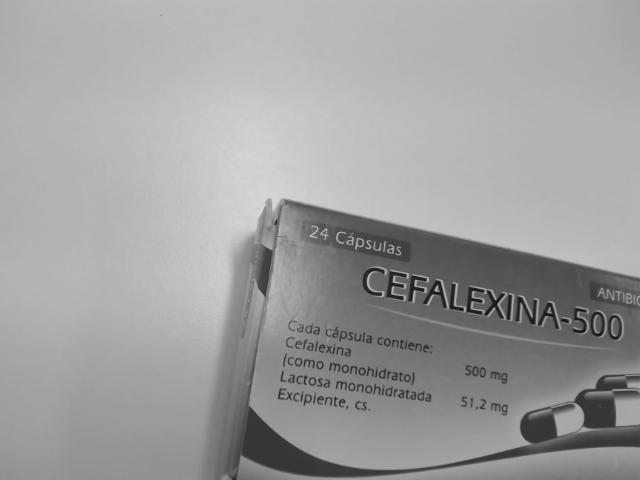 24 Cápsulas
CEFALEXINA-500
Cada cápsula contiene:
Cefalexina
(como monohidrato) 500 mg
Lactosa monohidratada 51,2 mg
Excipiente, cs.